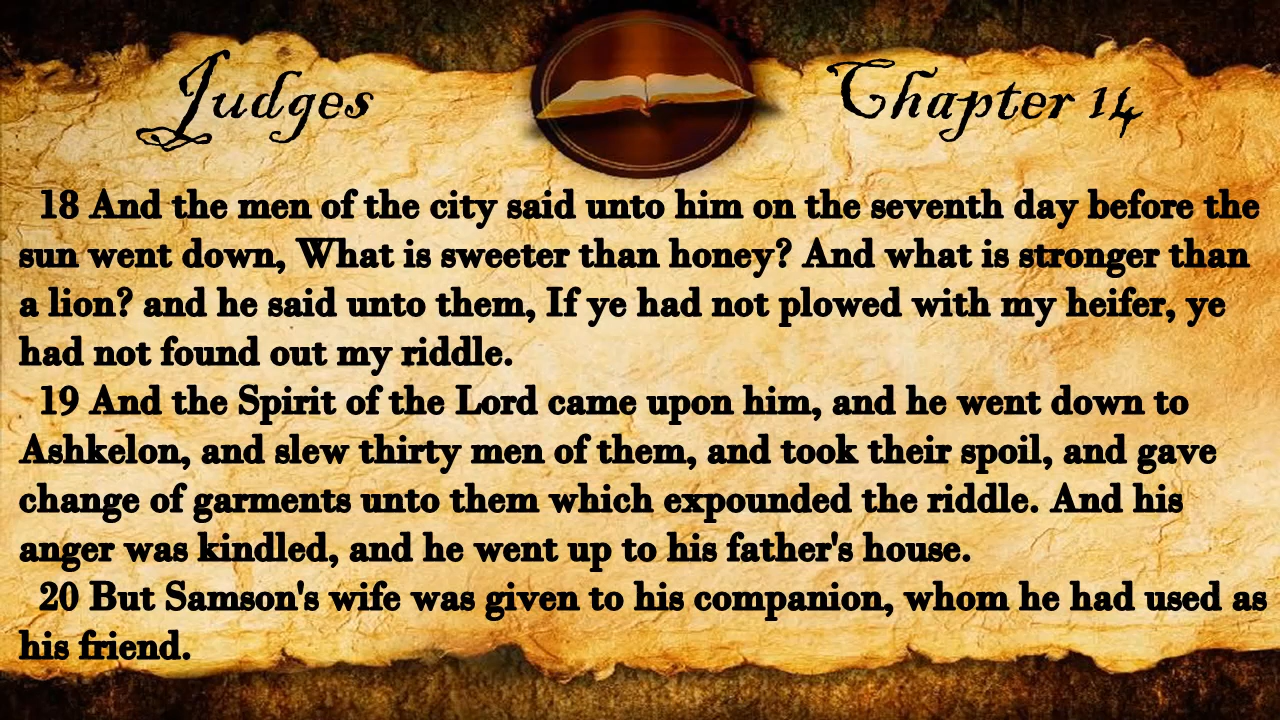 Judges
Chapter 14
18 And the men of the city said unto him on the seventh day before the
sun went down, What is sweeter than honey? And what is stronger than
a lion? and he said unto them, If ye had not plowed with my heifer, ye
had not found out my riddle.
19 And the Spirit of the Lord came upon him, and he went down to
Ashkelon, and slew thirty men of them, and took their spoil, and gave
change of garments unto them which expounded the riddle. And his
anger was kindled, and he went up to his father's house.
20 But Samson's wife was given to his companion, whom he had used as
his friend.